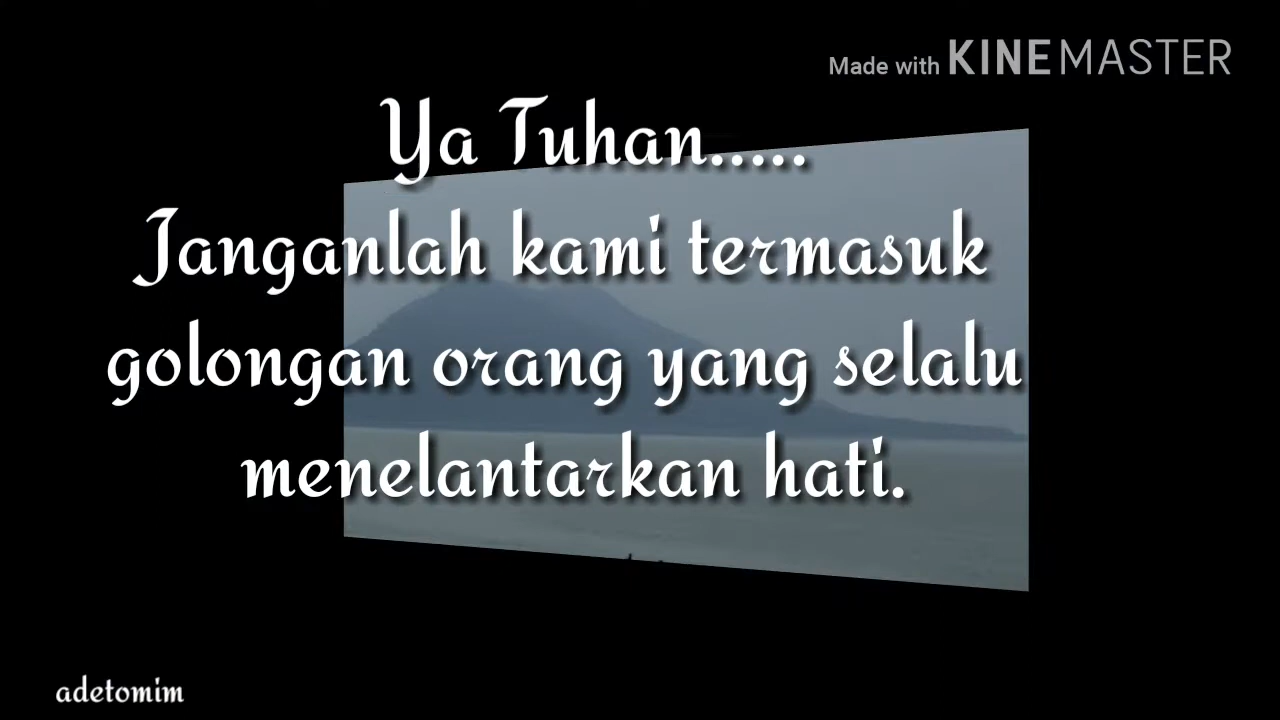 Made with KINEMASTER
Ya Tuhan.....
Janganlah kami termasuk
golongan orang yang selalu
menelantarkan hati.
adetomim